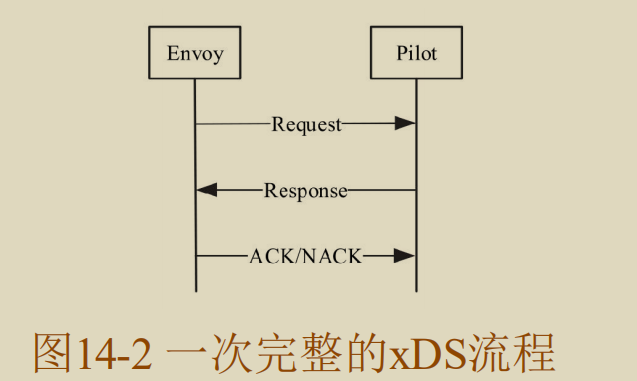 Envoy Pilot
Request
Response
ACK/NACK
图14-2 一次完整的xDS流程